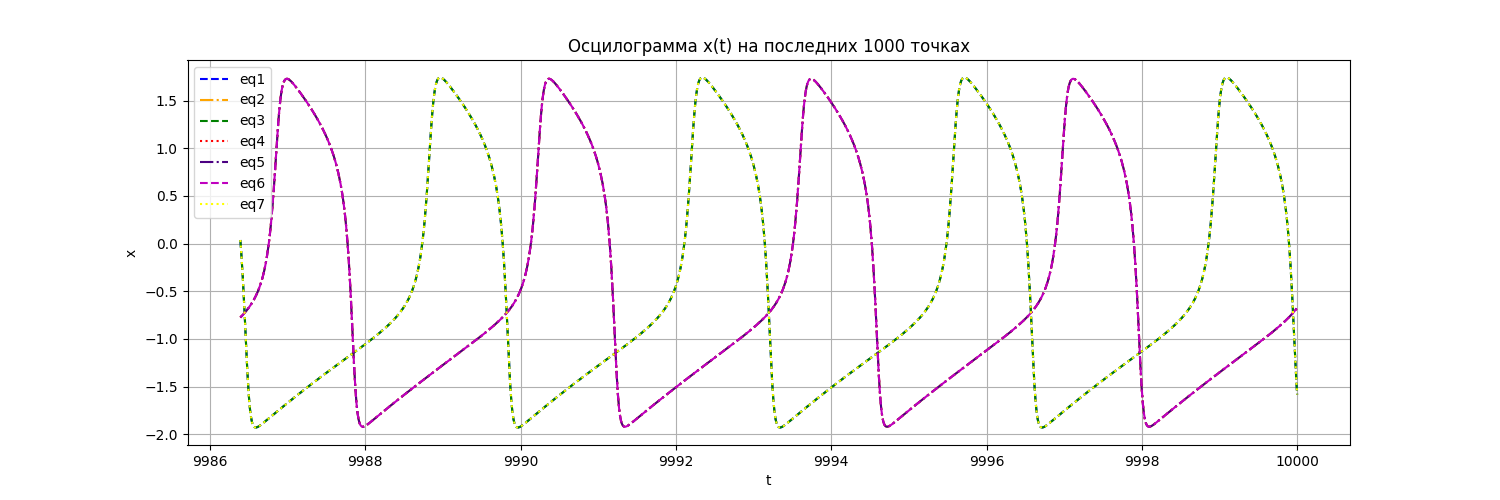 Осцилограмма x(t) на последних 1000 точках
eq1
eq2
eq3
eq4
eq5
eq6
eq7
x
1.5
1.0
0.5
0.0
−0.5
−1.0
−1.5
−2.0
9986 9988 9990 9992 9994 9996 9998 10000
t